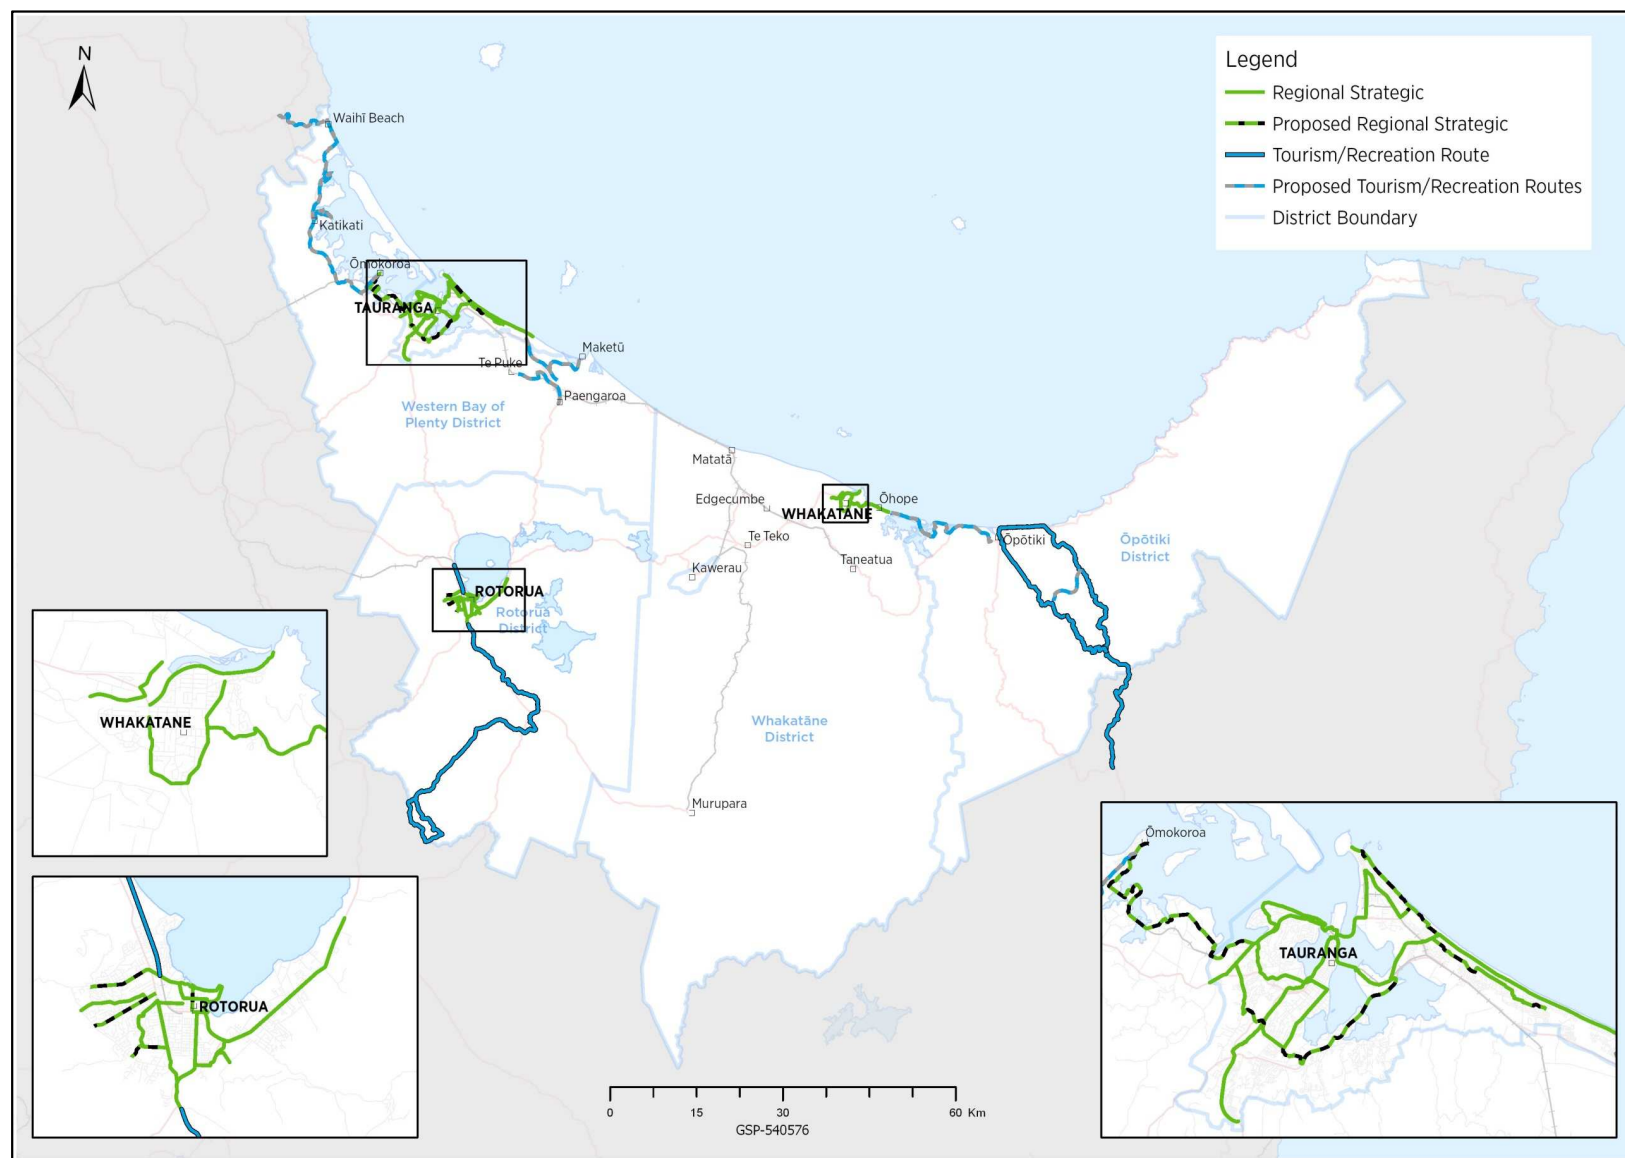 N
Legend
Regional Strategic
Proposed Regional Strategic
Tourism/Recreation Route
Proposed Tourism/Recreation Routes
District Boundary
Waihī Beach
Katikati
Ōmokoroa
TAURANGA
Te Puke
Maketū
Paengaroa
Western Bay of
Plenty District
Matatā
Edgecumbe
WHAKATANE
Ōhope
Te Teko
Kawerau
Taneatua
Ōpōtiki
Ōpōtiki
District
ROTORUA
Rotorua
District
Whakatāne
District
Murupara
WHAKATANE
ROTORUA
Ōmokoroa
TAURANGA
0 15 30 60 Km
GSP-540576